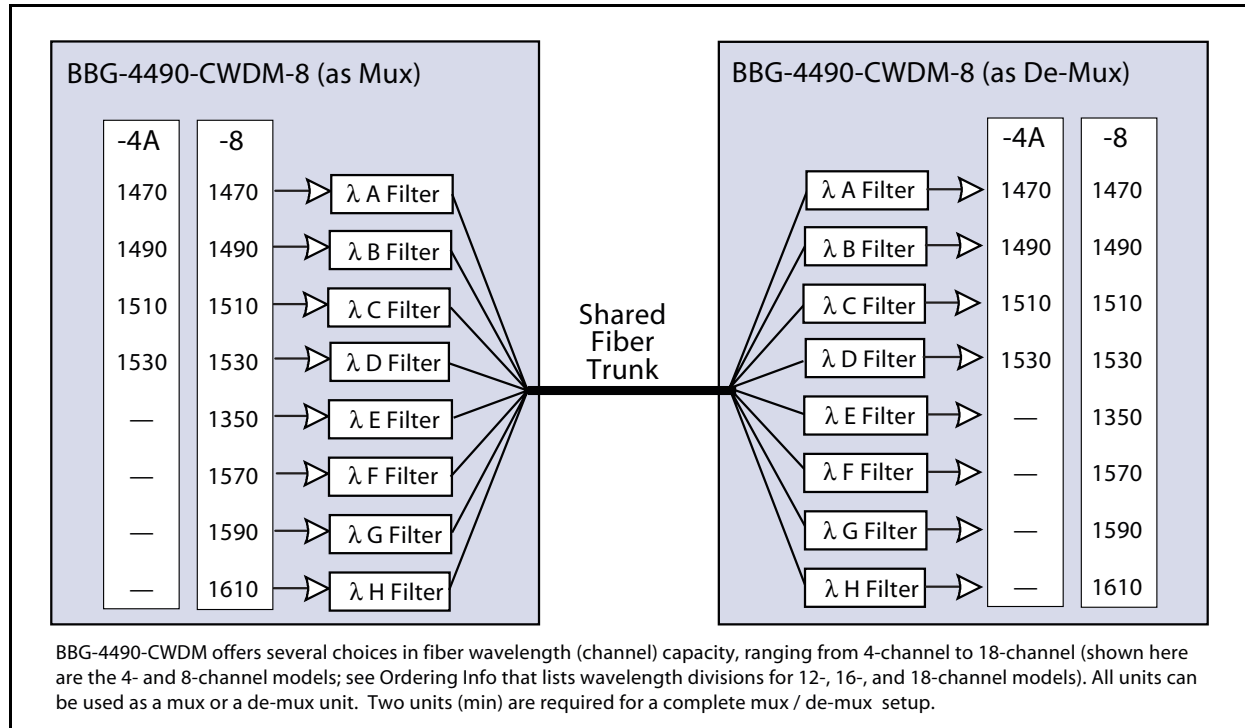 BBG-4490-CWDM-8 (as Mux)
-4A -8
1470 1470 λ A Filter
1490 1490 λ B Filter
1510 1510 λ C Filter
1530 1530 λ D Filter
— 1350 λ E Filter
— 1570 λ F Filter
— 1590 λ G Filter
— 1610 λ H Filter
Shared
Fiber
Trunk
BBG-4490-CWDM-8 (as De-Mux)
-4A -8
λ A Filter 1470 1470
λ B Filter 1490 1490
λ C Filter 1510 1510
λ D Filter 1530 1530
λ E Filter — 1350
λ F Filter — 1570
λ G Filter — 1590
λ H Filter — 1610
BBG-4490-CWDM offers several choices in fiber wavelength (channel) capacity, ranging from 4-channel to 18-channel (shown here
are the 4- and 8-channel models; see Ordering Info that lists wavelength divisions for 12-, 16-, and 18-channel models). All units can
be used as a mux or a de-mux unit. Two units (min) are required for a complete mux / de-mux setup.